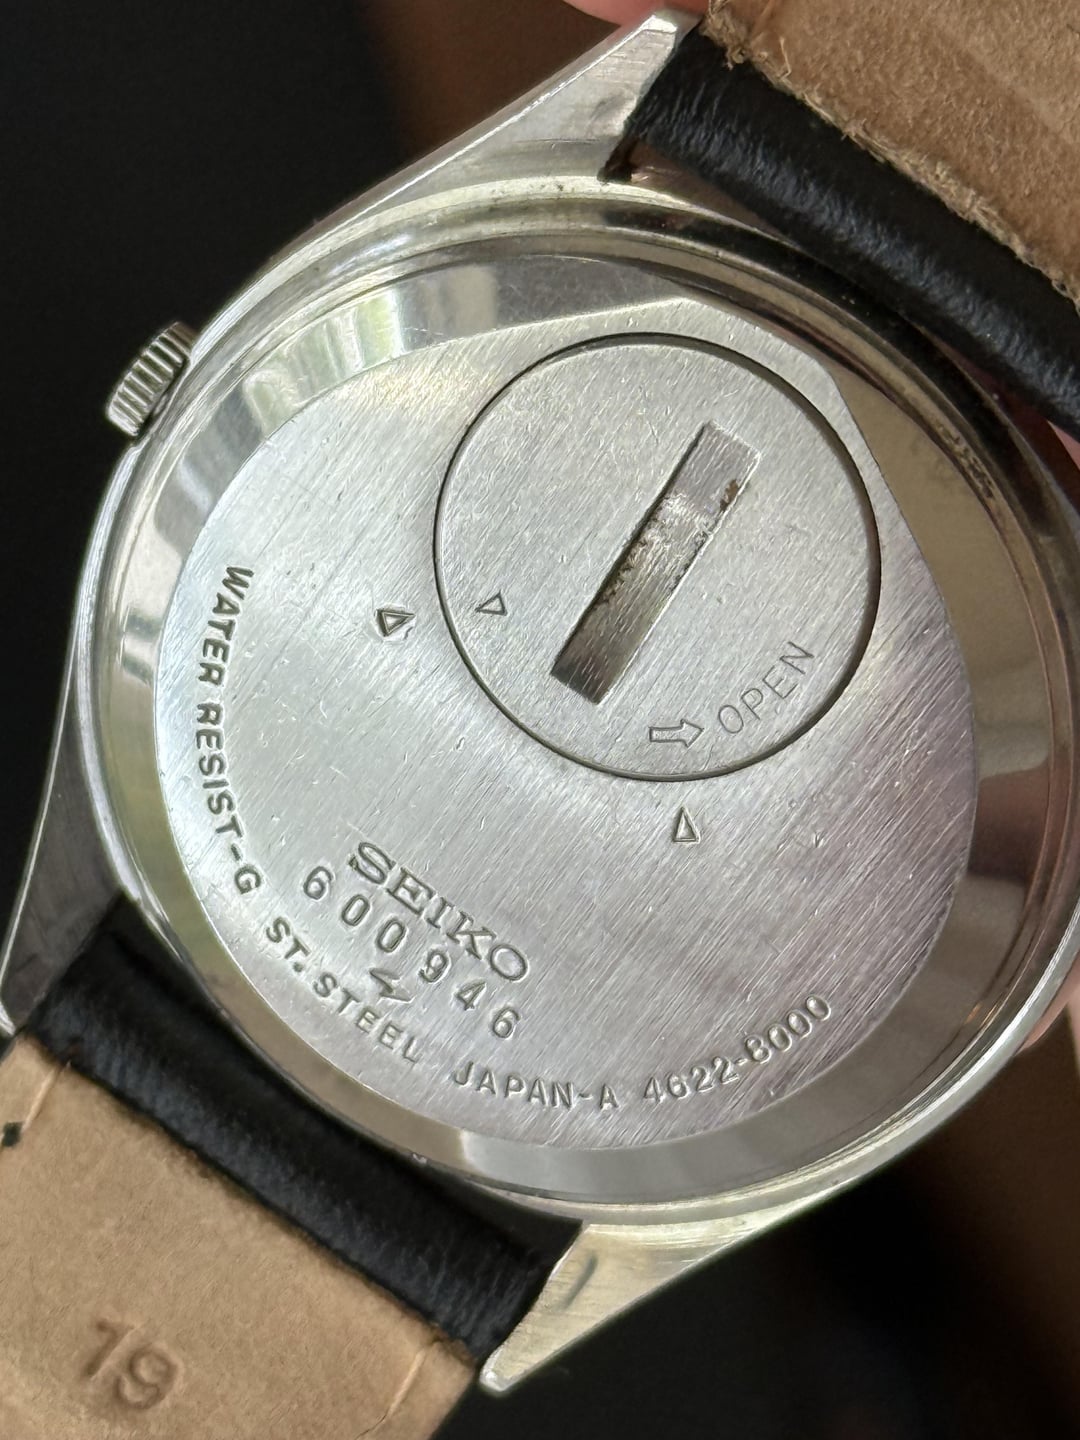 OPEN
SEIKO
600946
WATER RESIST-G ST.STEEL JAPAN-A 4622-8000
19